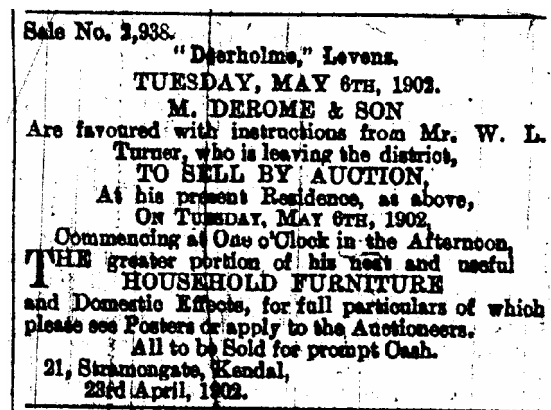 Sale No. 2,938.
"Deerholme," Levens.
TUESDAY, MAY 6TH, 1902.
M. DEROME & SON
Are favoured with instructions from Mr. W. L.
Turner, who is leaving the district,
TO SELL BY AUCTION,
At his present Residence, as above,
ON TUESDAY, MAY 6TH, 1902,
Commencing at One o'Clock in the Afternoon,
THE greater portion of his neat and useful
HOUSEHOLD FURNITURE
and Domestic Effects, for full particulars of which
please see Posters or apply to the Auctioneers.
All to be Sold for prompt Cash.
21, Stramongate, Kendal,
23rd April, 1902.